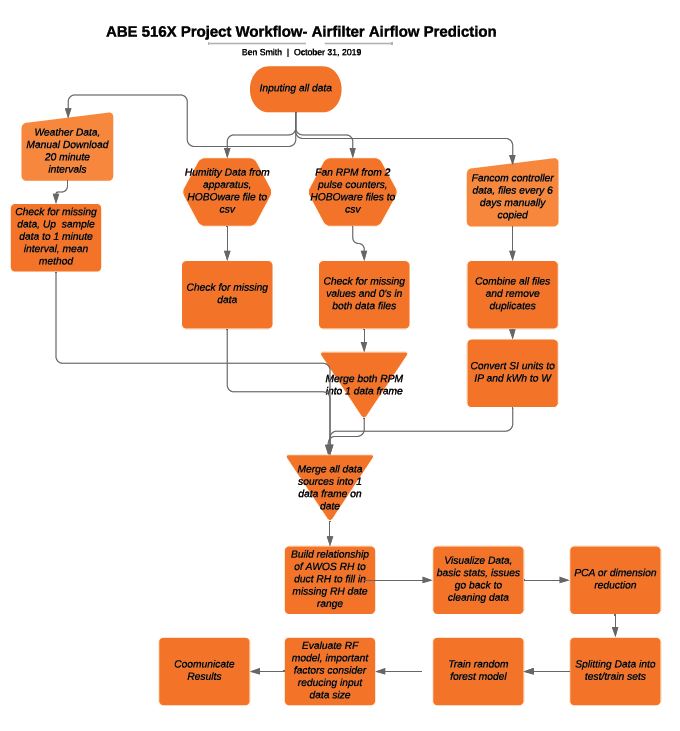 ABE 516X Project Workflow- Airfilter Airflow Prediction
Ben Smith | October 31, 2019
Inputing all data
Weather Data,
Manual Download
20 minute
intervals
Humitity Data from
apparatus,
HOBOware file to
csv
Fan RPM from 2
pulse counters,
HOBOware files to
csv
Fancom controller
data, files every 6
days manually
copied
Check for missing
data, Up sample
data to 1 minute
interval, mean
method
Check for missing
data
Check for missing
values and 0's in
both data files
Combine all files
and remove
duplicates
Merge both RPM
into 1 data frame
Convert SI units to
IP and kWh to W
Merge all data
sources into 1
data frame on
date
Build relationship
of AWOS RH to
duct RH to fill in
missing RH date
range
Visualize Data,
basic stats, issues
go back to
cleaning data
PCA or dimension
reduction
Splitting Data into
test/train sets
Train random
forest model
Evaluate RF
model, important
factors consider
reducing input
data size
Coomunicate
Results